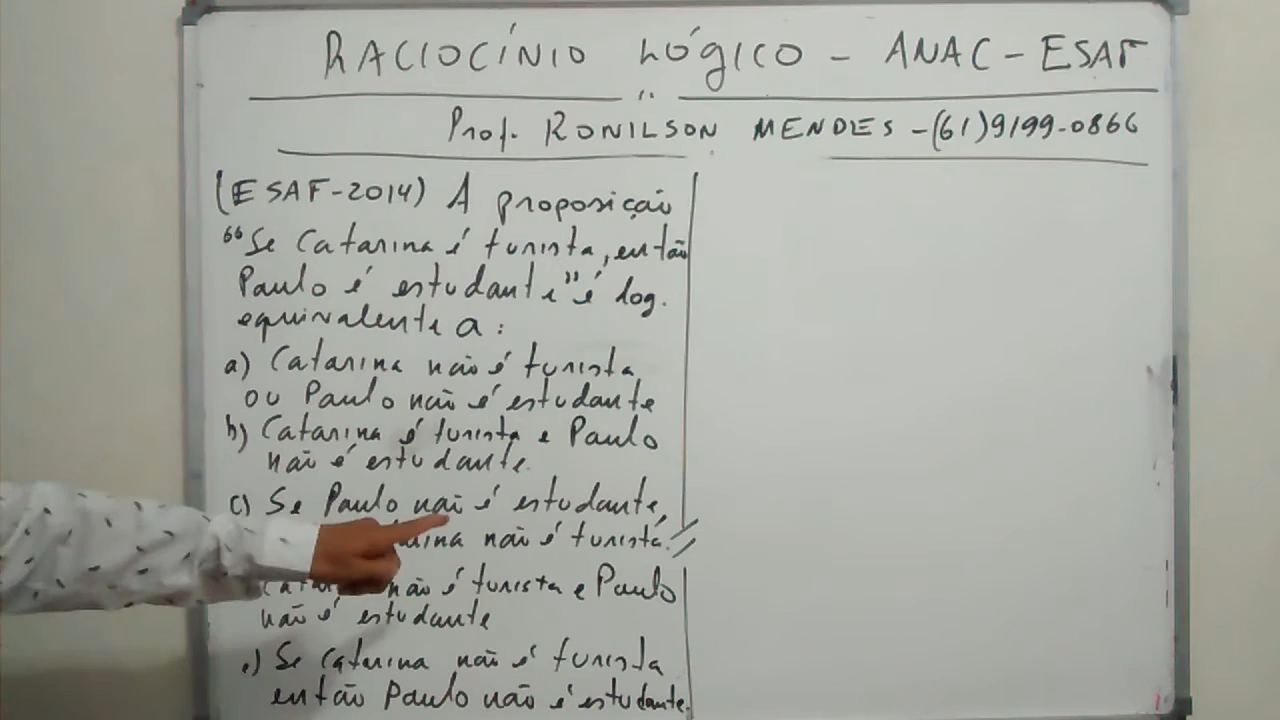 RACIOCÍNIO LÓGICO - ANAC - ESAF
Prof. RONILSON MENDES - (61)9199-0866
(ESAF-2014) A proposição
"Se Catarina é turista, então
Paulo é estudante" é log.
equivalente a:
a) Catarina não é turista
ou Paulo não é estudante
b) Catarina é turista e Paulo
não é estudante.
c) Se Paulo não é estudante,
não é turista.
não é turista e Paulo
não é estudante
e) Se Catarina não é turista
então Paulo não é estudante.